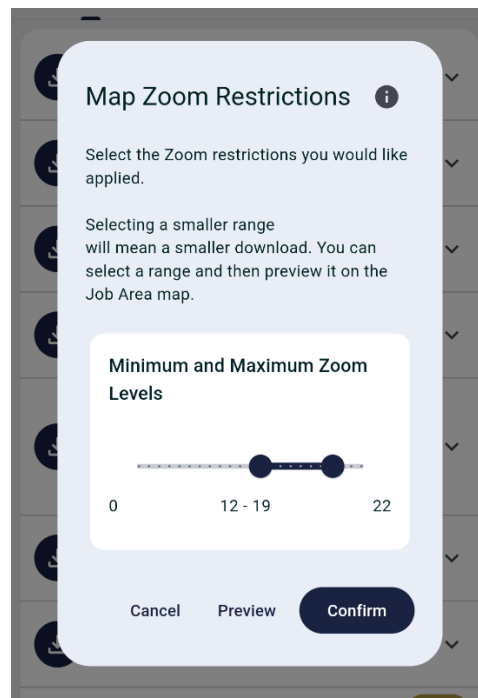 Map Zoom Restrictions
Select the Zoom restrictions you would like
applied.
Selecting a smaller range
will mean a smaller download. You can
select a range and then preview it on the
Job Area map.
Minimum and Maximum Zoom
Levels
0 12 - 19 22
Cancel Preview Confirm